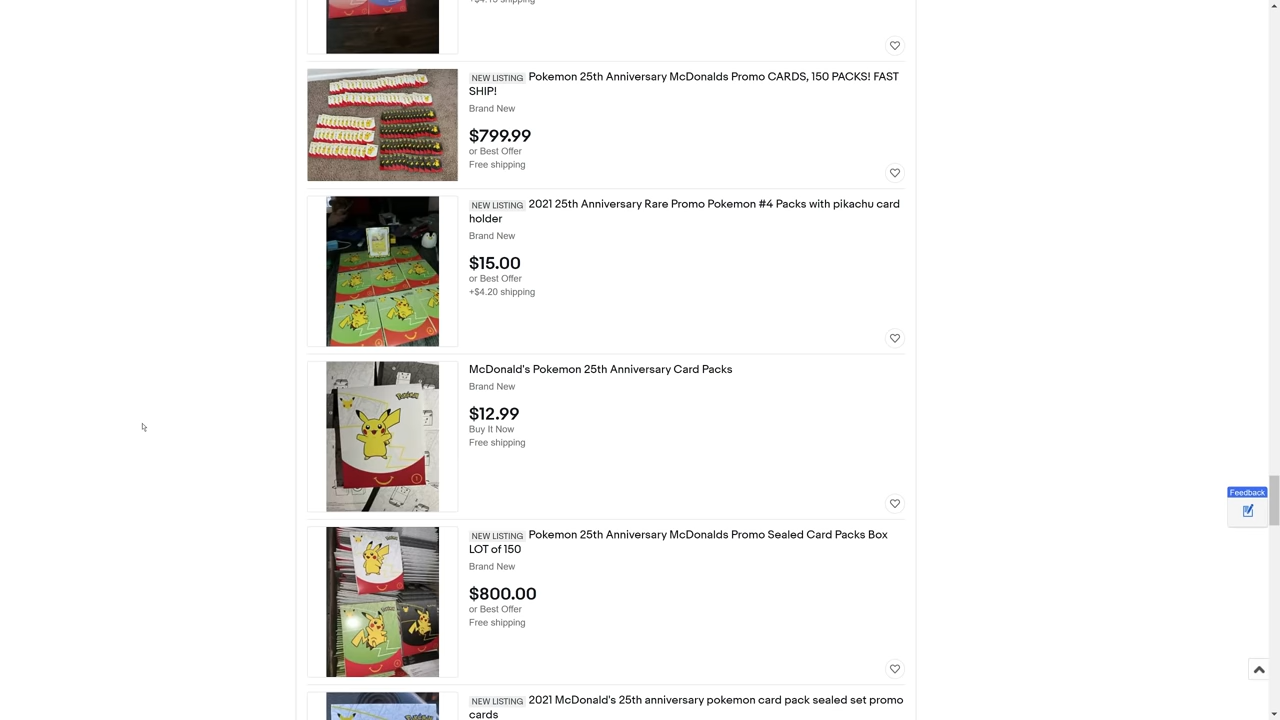 +$4.15 shipping
NEW LISTING Pokemon 25th Anniversary McDonalds Promo CARDS, 150 PACKS! FAST
SHIP!
Brand New
$799.99
or Best Offer
Free shipping
NEW LISTING 2021 25th Anniversary Rare Promo Pokemon #4 Packs with pikachu card
holder
Brand New
$15.00
or Best Offer
+$4.20 shipping
McDonald's Pokemon 25th Anniversary Card Packs
Brand New
$12.99
Buy It Now
Free shipping
Pokémon
NEW LISTING Pokemon 25th Anniversary McDonalds Promo Sealed Card Packs Box
LOT of 150
Brand New
$800.00
or Best Offer
Free shipping
NEW LISTING 2021 McDonald's 25th anniversary pokemon card pack sealed set promo
cards
Feedback